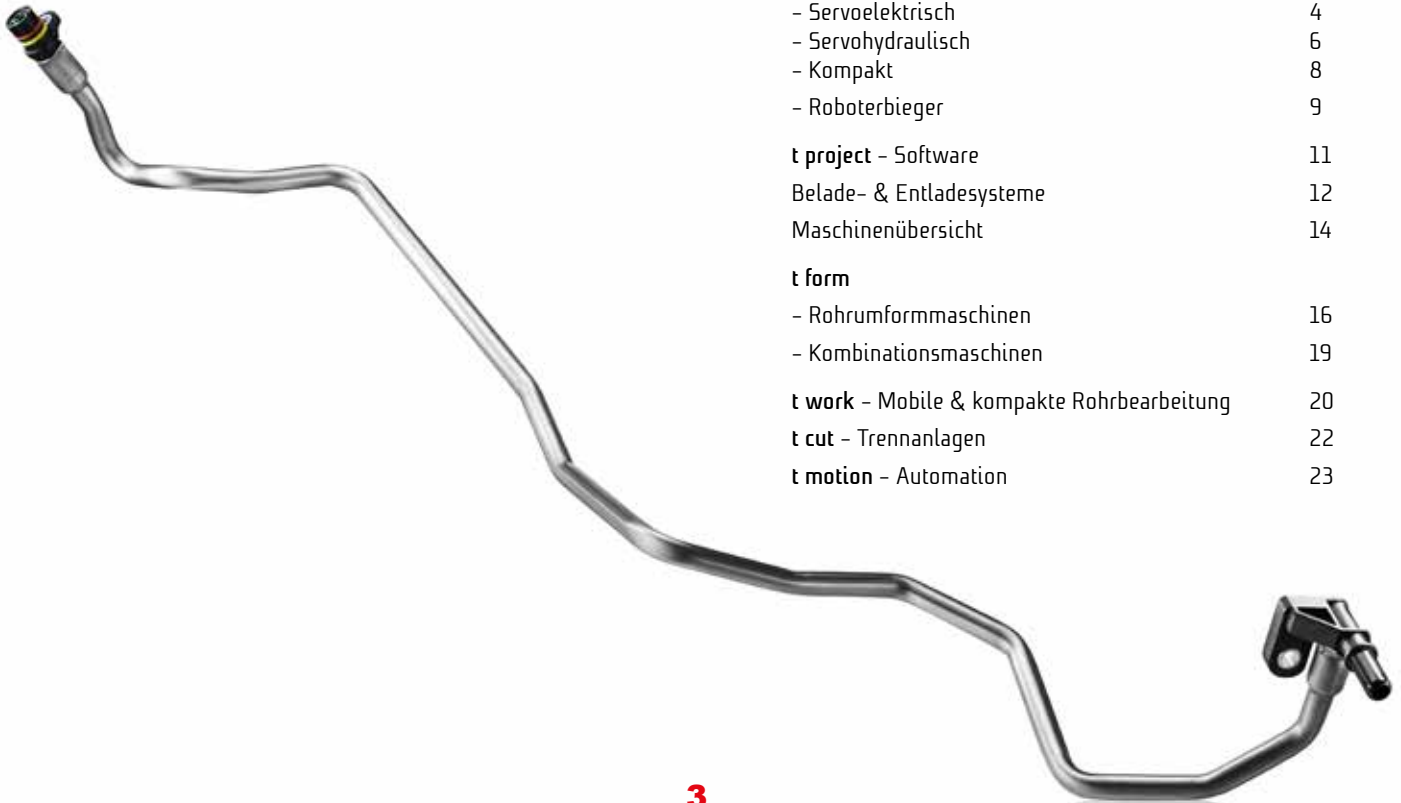 - Servoelektrisch 4
- Servohydraulisch 6
- Kompakt 8
- Roboterbieger 9
t project - Software 11
Belade- & Entladesysteme 12
Maschinenübersicht 14
t form
- Rohrumformmaschinen 16
- Kombinationsmaschinen 19
t work - Mobile & kompakte Rohrbearbeitung 20
t cut - Trennanlagen 22
t motion - Automation 23
3